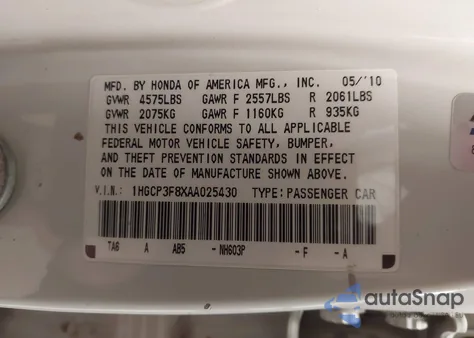 MFD. BY HONDA OF AMERICA MFG., INC. 05/'10
GVWR 4575LBS GAWR F 2557LBS R 2061LBS
GVWR 2075KG GAWR F 1160KG R 935KG
THIS VEHICLE CONFORMS TO ALL APPLICABLE
FEDERAL MOTOR VEHICLE SAFETY, BUMPER,
AND THEFT PREVENTION STANDARDS IN EFFECT
ON THE DATE OF MANUFACTURE SHOWN ABOVE.
V.I.N.: 1HGCP3F8XAA025430 TYPE: PASSENGER CAR
TA6 A AB5 -NH603P -F -A
autoSnap